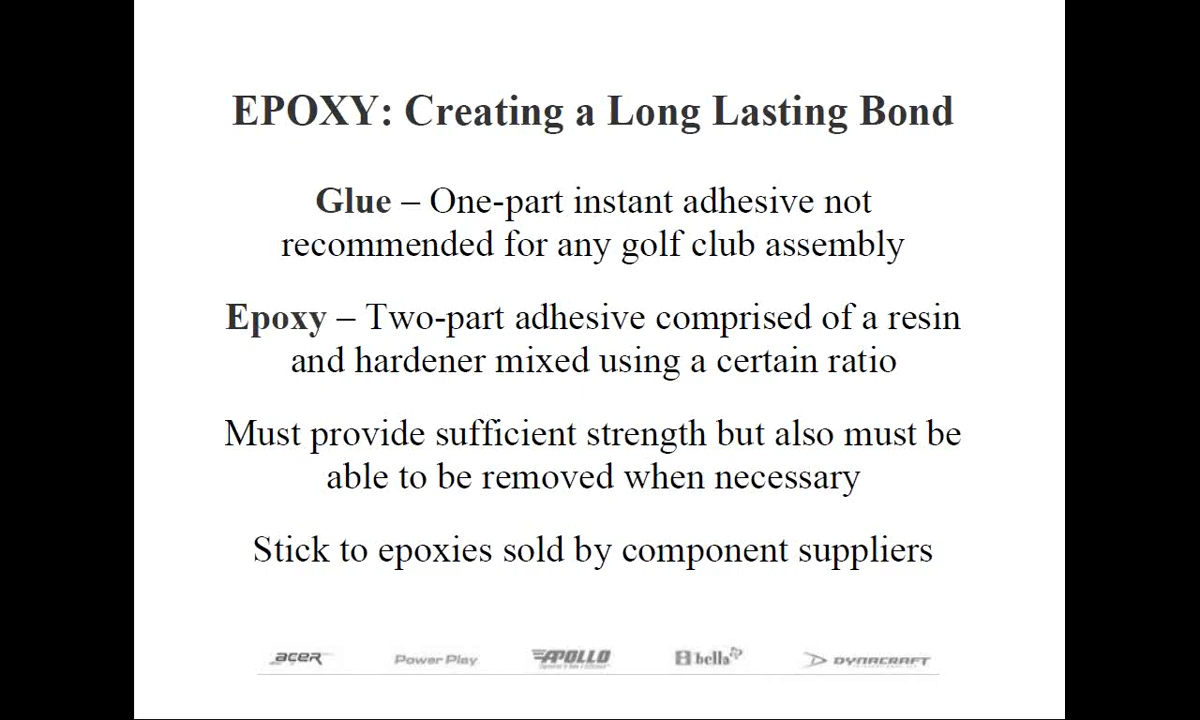 EPOXY: Creating a Long Lasting Bond
Glue – One-part instant adhesive not
recommended for any golf club assembly
Epoxy – Two-part adhesive comprised of a resin
and hardener mixed using a certain ratio
Must provide sufficient strength but also must be
able to be removed when necessary
Stick to epoxies sold by component suppliers
acer Power Play APOLLO bella DYNACRAFT